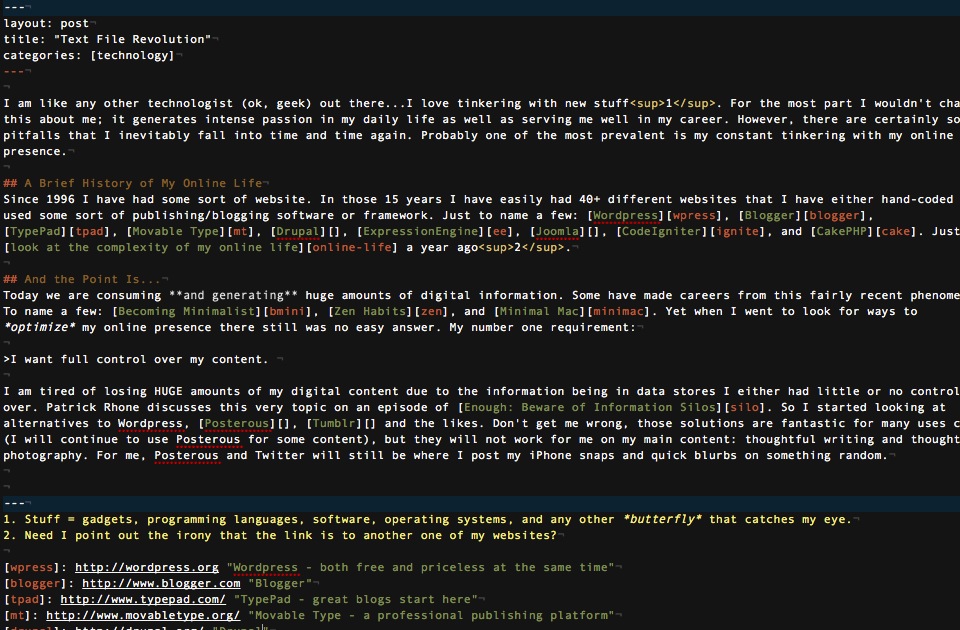 ---
layout: post
title: "Text File Revolution"
categories: [technology]
---
I am like any other technologist (ok, geek) out there...I love tinkering with new stuff<sup>1</sup>. For the most part I wouldn't cha
this about me; it generates intense passion in my daily life as well as serving me well in my career. However, there are certainly so
pitfalls that I inevitably fall into time and time again. Probably one of the most prevalent is my constant tinkering with my online
presence.
## A Brief History of My Online Life
Since 1996 I have had some sort of website. In those 15 years I have easily had 40+ different websites that I have either hand-coded
used some sort of publishing/blogging software or framework. Just to name a few: [Wordpress][wpress], [Blogger][blogger],
[TypePad][tpad], [Movable Type][mt], [Drupal][], [ExpressionEngine][ee], [Joomla][], [CodeIgniter][ignite], and [CakePHP][cake]. Just
[look at the complexity of my online life][online-life] a year ago<sup>2</sup>.
## And the Point Is...
Today we are consuming **and generating** huge amounts of digital information. Some have made careers from this fairly recent phenome
To name a few: [Becoming Minimalist][bmini], [Zen Habits][zen], and [Minimal Mac][minimac]. Yet when I went to look for ways to
*optimize* my online presence there still was no easy answer. My number one requirement:
>I want full control over my content.
I am tired of losing HUGE amounts of my digital content due to the information being in data stores I either had little or no control
over. Patrick Rhone discusses this very topic on an episode of [Enough: Beware of Information Silos][silo]. So I started looking at
alternatives to Wordpress, [Posterous][], [Tumblr][] and the likes. Don't get me wrong, those solutions are fantastic for many uses c
(I will continue to use Posterous for some content), but they will not work for me on my main content: thoughtful writing and thought
photography. For me, Posterous and Twitter will still be where I post my iPhone snaps and quick blurbs on something random.
---
1. Stuff = gadgets, programming languages, software, operating systems, and any other *butterfly* that catches my eye.
2. Need I point out the irony that the link is to another one of my websites?
[wpress]: http://wordpress.org "Wordpress - both free and priceless at the same time"
[blogger]: http://www.blogger.com "Blogger"
[tpad]: http://www.typepad.com/ "TypePad - great blogs start here"
[mt]: http://www.movabletype.org/ "Movable Type - a professional publishing platform"
[drupal]: http://drupal.org/ "Drupal"